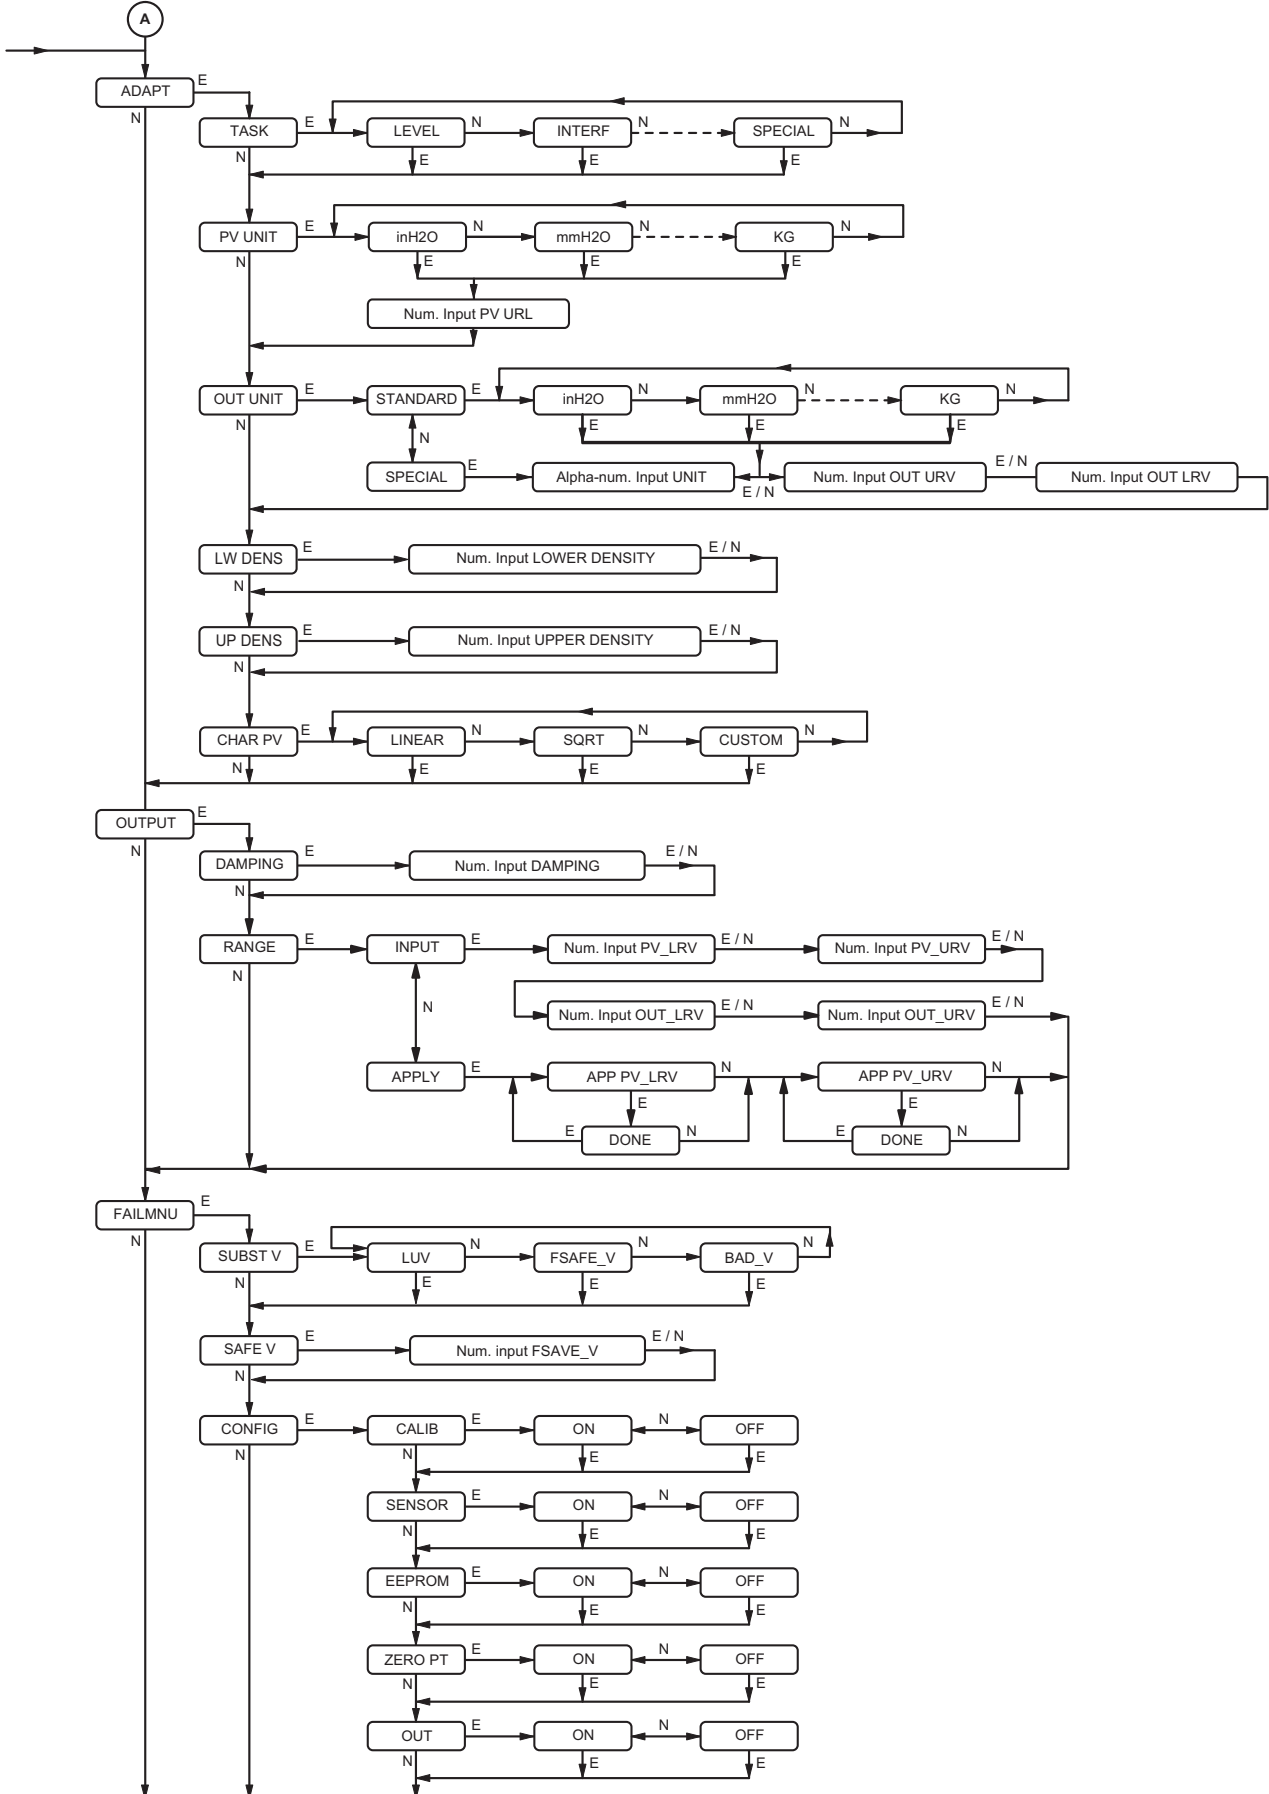 A
ADAPT E
N
TASK E LEVEL N INTERF N SPECIAL N
N E E E
PV UNIT E inH2O N mmH2O N KG N
N E E E
Num. Input PV URL
OUT UNIT E STANDARD E inH2O N mmH2O N KG N
N N E E E
SPECIAL E Alpha-num. Input UNIT E / N Num. Input OUT URV E / N Num. Input OUT LRV
LW DENS E Num. Input LOWER DENSITY E / N
N
UP DENS E Num. Input UPPER DENSITY E / N
N
CHAR PV E LINEAR N SQRT N CUSTOM N
N E E E
OUTPUT E
N
DAMPING E Num. Input DAMPING E / N
N
RANGE E INPUT E Num. Input PV_LRV E / N Num. Input PV_URV E / N
N
N Num. Input OUT_LRV E / N Num. Input OUT_URV E / N
APPLY E APP PV_LRV N APP PV_URV N
E E
E DONE N E DONE N
FAILMNU E
N
SUBST V E LUV N FSAFE_V N BAD_V N
N E E E
SAFE V E Num. input FSAVE_V E / N
N
CONFIG E CALIB E ON N OFF
N N E E
SENSOR E ON N OFF
N E E
EEPROM E ON N OFF
N E E
ZERO PT E ON N OFF
N E E
OUT E ON N OFF
N E E